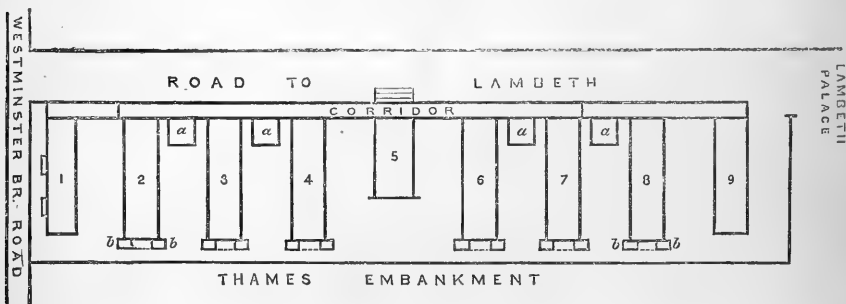 WESTMINSTER BR. ROAD
ROAD TO LAMBETH
LAMBETH
PALACE
CORRIDOR
a a a a
1 2 3 4 5 6 7 8 9
b b b b
THAMES EMBANKMENT